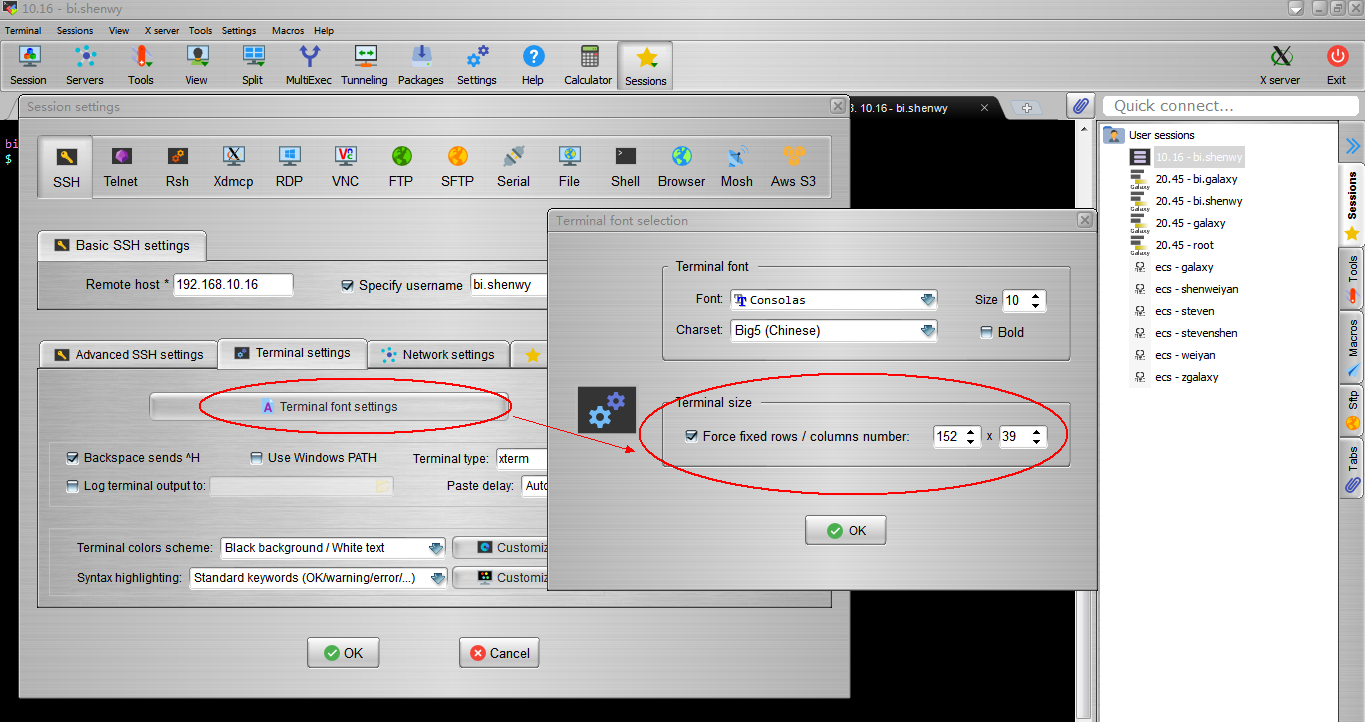 10.16 - bi.shenwy
Terminal Sessions View X server Tools Settings Macros Help
Session Servers Tools View Split MultiExec Tunneling Packages Settings Help Calculator Sessions X server Exit
Session settings
3. 10.16 - bi.shenwy
Quick connect...
bi
$
SSH Telnet Rsh Xdmcp RDP VNC FTP SFTP Serial File Shell Browser Mosh Aws S3
Basic SSH settings
Remote host * 192.168.10.16 Specify username bi.shenwy
Advanced SSH settings Terminal settings Network settings
Terminal font settings
Backspace sends ^H Use Windows PATH Terminal type: xterm
Log terminal output to: Paste delay: Auto
Terminal colors scheme: Black background / White text Customiz
Syntax highlighting: Standard keywords (OK/warning/error/...) Customiz
OK Cancel
Terminal font selection
Terminal font
Font: Consolas Size 10
Charset: Big5 (Chinese) Bold
Terminal size
Force fixed rows / columns number: 152 x 39
OK
User sessions
10.16 - bi.shenwy
20.45 - bi.galaxy
Galaxy
20.45 - bi.shenwy
Galaxy
20.45 - galaxy
Galaxy
20.45 - root
Galaxy
ecs - galaxy
ecs - shenweiyan
ecs - steven
ecs - stevenshen
ecs - weiyan
ecs - zgalaxy
Sessions
Tools
Macros
Sftp
Tabs